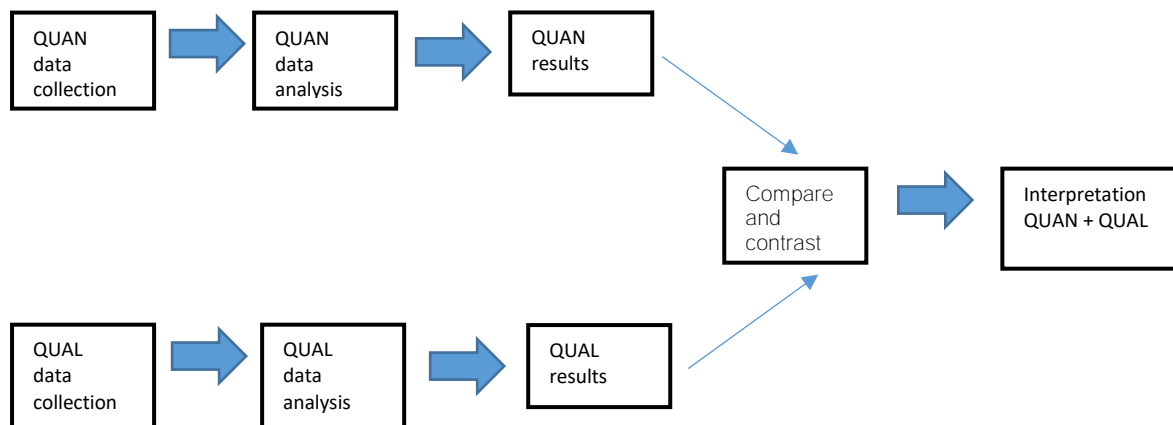 QUAN
data
collection
QUAN
data
analysis
QUAN
results
Compare
and
contrast
Interpretation
QUAN + QUAL
QUAL
data
collection
QUAL
data
analysis
QUAL
results